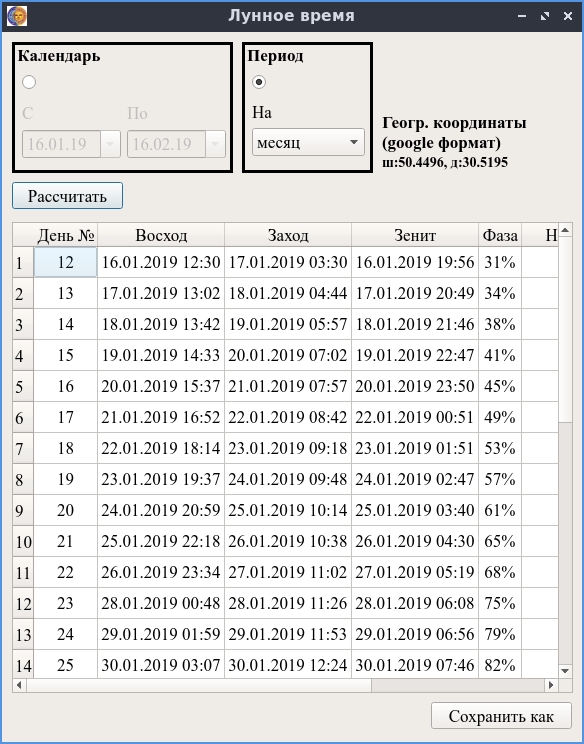 Лунное время
Календарь
Период
С
По
На
16.01.19
16.02.19
месяц
Геогр. координаты
(google формат)
ш:50.4496, д:30.5195
Рассчитать
День № Восход Заход Зенит Фаза Н
1 12 16.01.2019 12:30 17.01.2019 03:30 16.01.2019 19:56 31%
2 13 17.01.2019 13:02 18.01.2019 04:44 17.01.2019 20:49 34%
3 14 18.01.2019 13:42 19.01.2019 05:57 18.01.2019 21:46 38%
4 15 19.01.2019 14:33 20.01.2019 07:02 19.01.2019 22:47 41%
5 16 20.01.2019 15:37 21.01.2019 07:57 20.01.2019 23:50 45%
6 17 21.01.2019 16:52 22.01.2019 08:42 22.01.2019 00:51 49%
7 18 22.01.2019 18:14 23.01.2019 09:18 23.01.2019 01:51 53%
8 19 23.01.2019 19:37 24.01.2019 09:48 24.01.2019 02:47 57%
9 20 24.01.2019 20:59 25.01.2019 10:14 25.01.2019 03:40 61%
10 21 25.01.2019 22:18 26.01.2019 10:38 26.01.2019 04:30 65%
11 22 26.01.2019 23:34 27.01.2019 11:02 27.01.2019 05:19 68%
12 23 28.01.2019 00:48 28.01.2019 11:26 28.01.2019 06:08 75%
13 24 29.01.2019 01:59 29.01.2019 11:53 29.01.2019 06:56 79%
14 25 30.01.2019 03:07 30.01.2019 12:24 30.01.2019 07:46 82%
Сохранить как